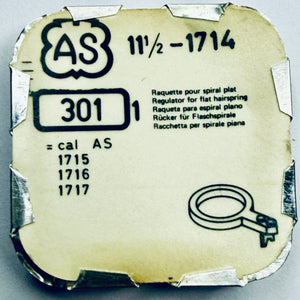 AS 11½-1714
301 1
Raquette pour spiral plat
Regulator for flat hairspring
Raqueta para espiral plano
Rücker für Flaschspirale
Racchetta per spirale piana
= cal AS
1715
1716
1717